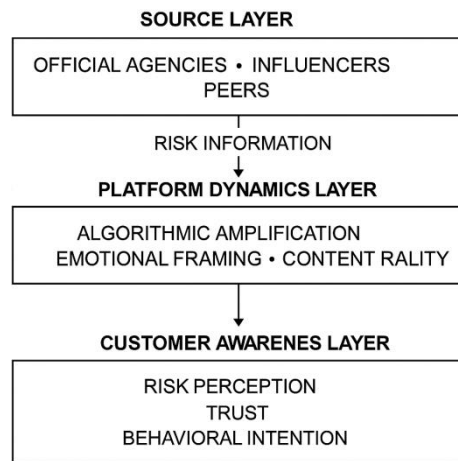 SOURCE LAYER
OFFICIAL AGENCIES • INFLUENCERS
PEERS
RISK INFORMATION
PLATFORM DYNAMICS LAYER
ALGORITHMIC AMPLIFICATION
EMOTIONAL FRAMING • CONTENT RALITY
CUSTOMER AWARENES LAYER
RISK PERCEPTION
TRUST
BEHAVIORAL INTENTION